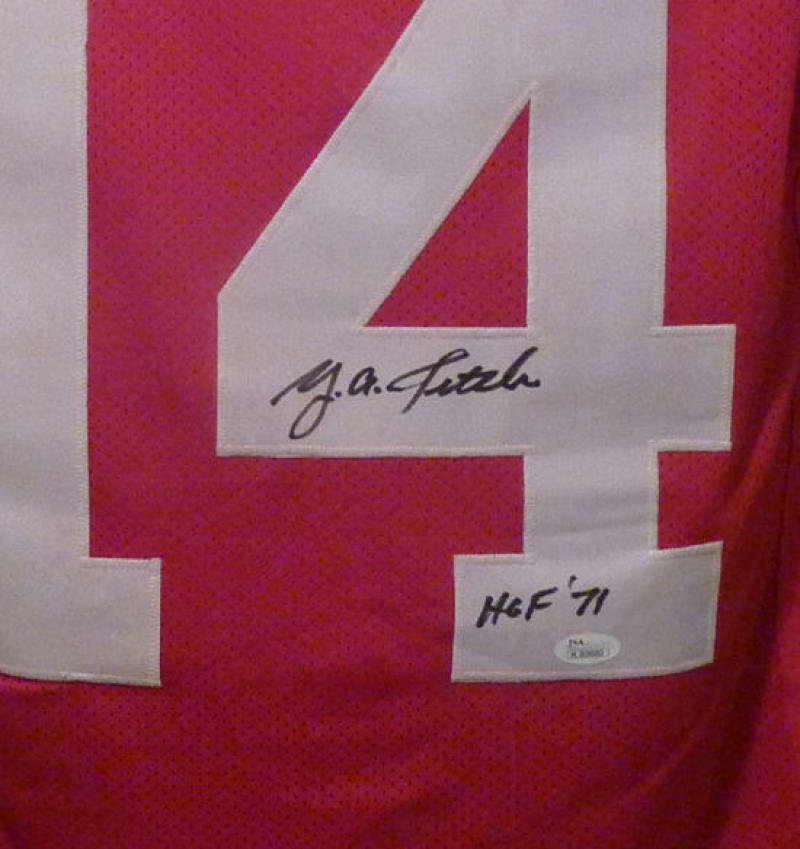 14
Y.A. Tittle
HOF '71
JSA